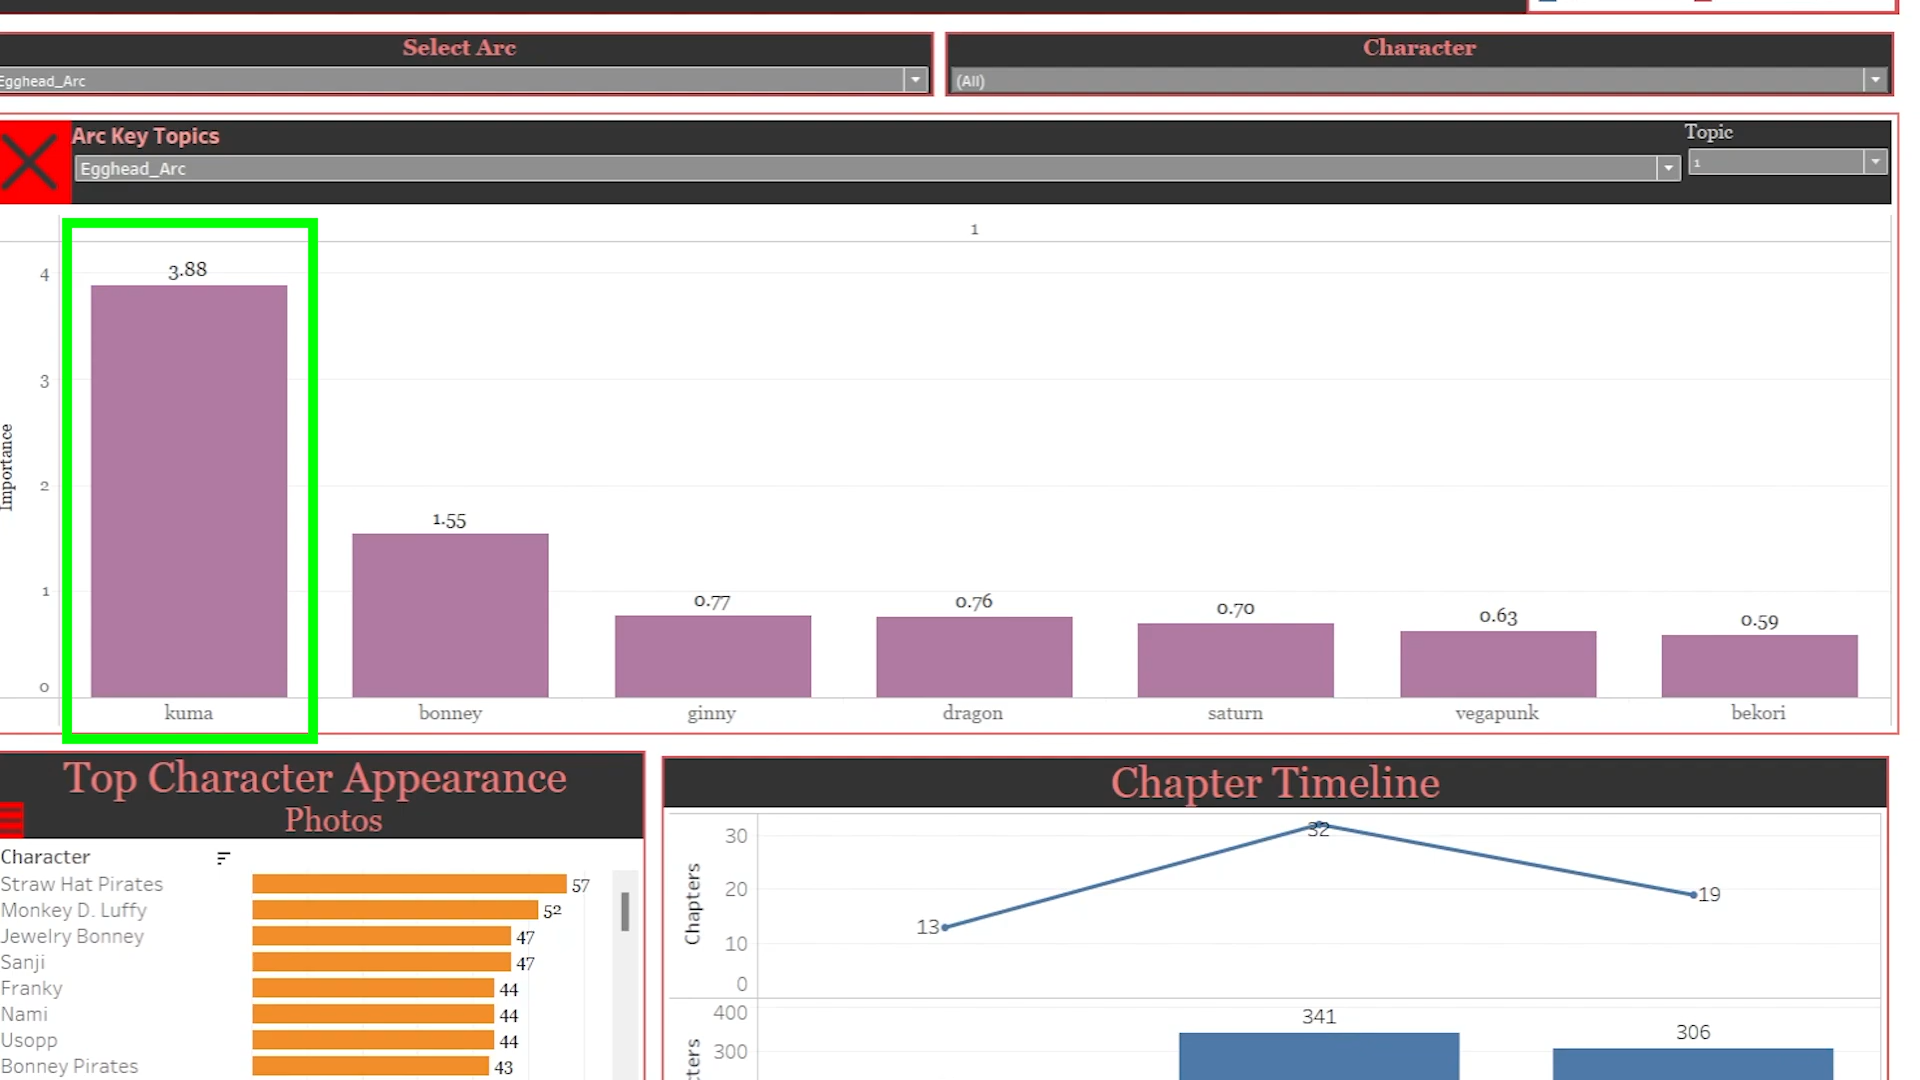 Select Arc
Character
Egghead_Arc
(All)
Arc Key Topics
Topic
Egghead_Arc
1
1
3.88
4
3
2
1
0
Importance
1.55
0.77
0.76
0.70
0.63
0.59
kuma
bonney
ginny
dragon
saturn
vegapunk
bekori
Top Character Appearance
Photos
Character
Straw Hat Pirates 57
Monkey D. Luffy 52
Jewelry Bonney 47
Sanji 47
Franky 44
Nami 44
Usopp 44
Bonney Pirates 43
Chapter Timeline
30
20
10
0
Chapters
13
32
19
400
300
341
306